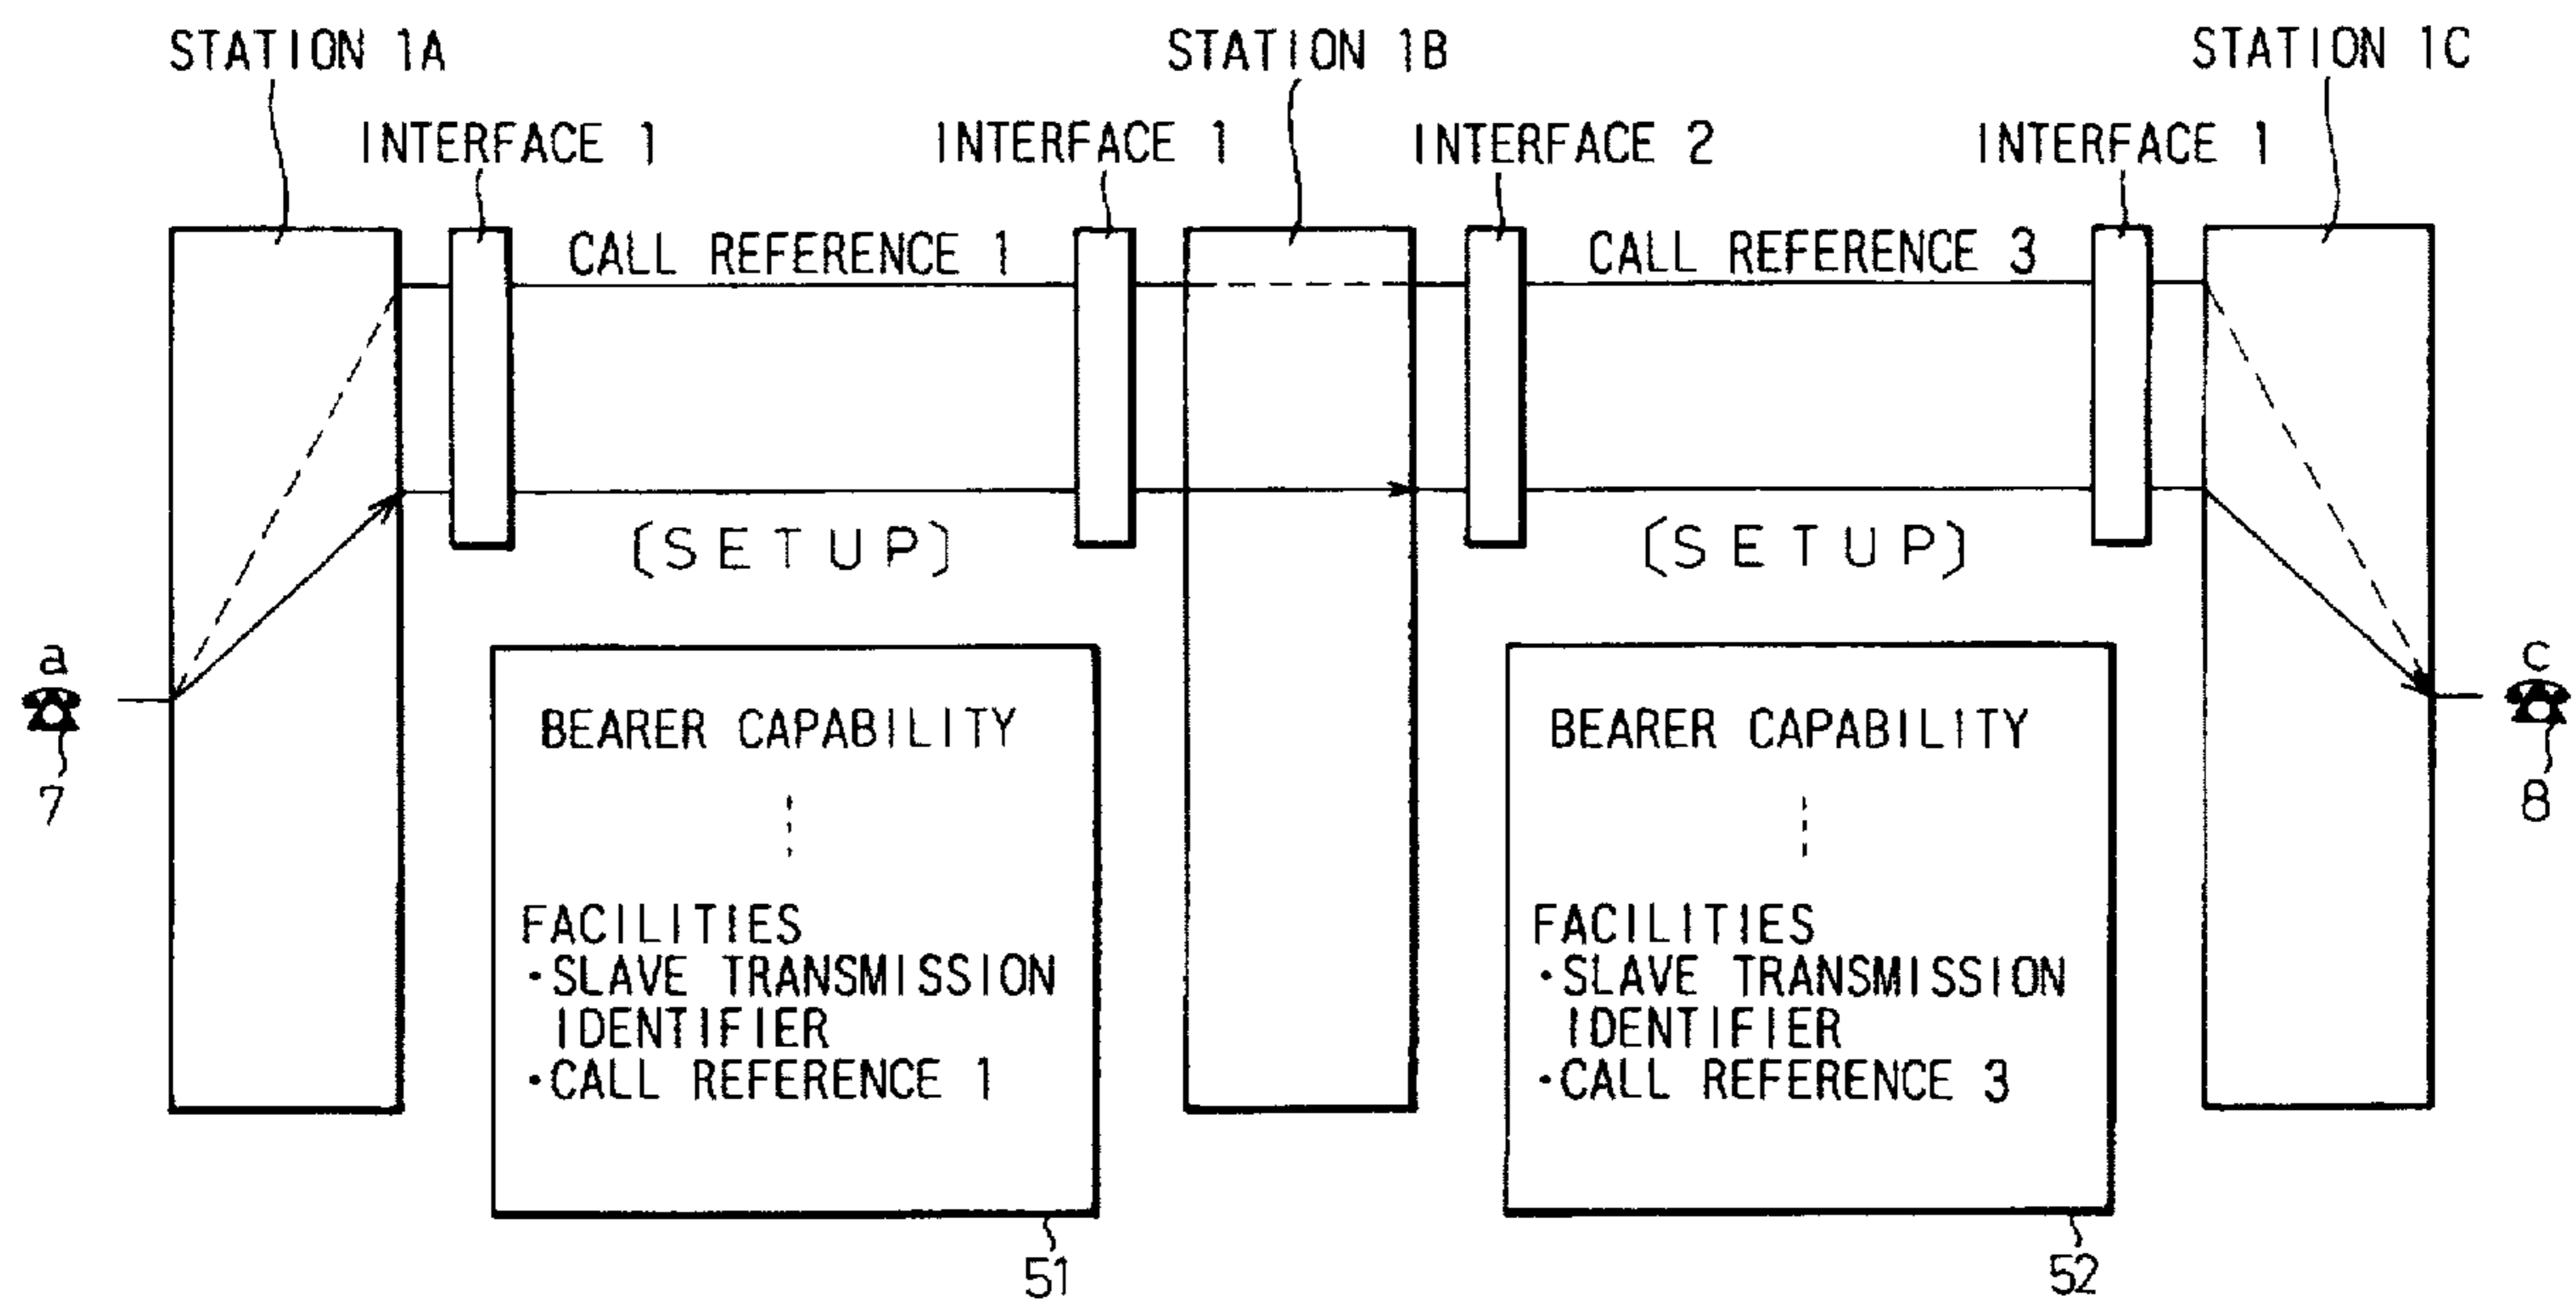 STATION 1A
STATION 1B
STATION 1C
INTERFACE 1
INTERFACE 1
INTERFACE 2
INTERFACE 1
CALL REFERENCE 1
CALL REFERENCE 3
(SETUP)
(SETUP)
a
7
c
8
BEARER CAPABILITY
FACILITIES
·SLAVE TRANSMISSION
IDENTIFIER
·CALL REFERENCE 1
51
BEARER CAPABILITY
FACILITIES
·SLAVE TRANSMISSION
IDENTIFIER
·CALL REFERENCE 3
52